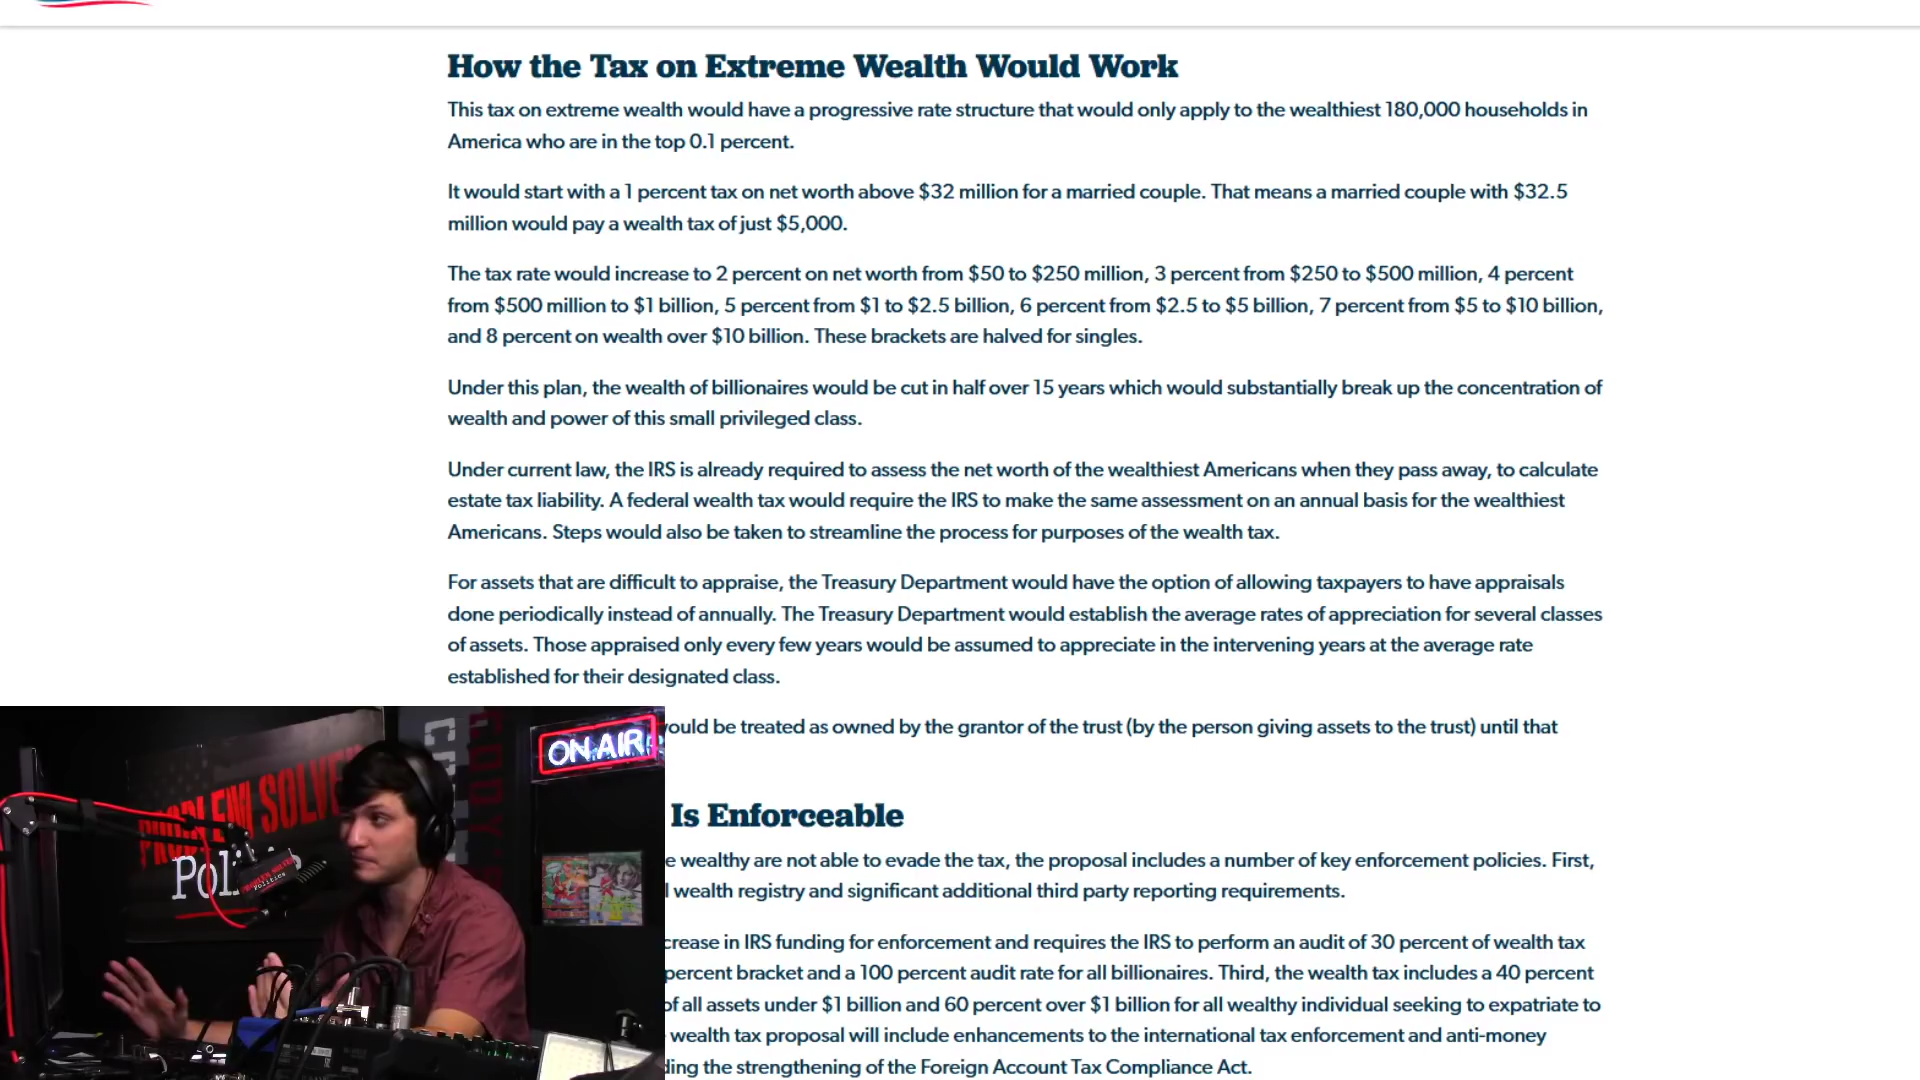 How the Tax on Extreme Wealth Would Work
This tax on extreme wealth would have a progressive rate structure that would only apply to the wealthiest 180,000 households in
America who are in the top 0.1 percent.
It would start with a 1 percent tax on net worth above $32 million for a married couple. That means a married couple with $32.5
million would pay a wealth tax of just $5,000.
The tax rate would increase to 2 percent on net worth from $50 to $250 million, 3 percent from $250 to $500 million, 4 percent
from $500 million to $1 billion, 5 percent from $1 to $2.5 billion, 6 percent from $2.5 to $5 billion, 7 percent from $5 to $10 billion,
and 8 percent on wealth over $10 billion. These brackets are halved for singles.
Under this plan, the wealth of billionaires would be cut in half over 15 years which would substantially break up the concentration of
wealth and power of this small privileged class.
Under current law, the IRS is already required to assess the net worth of the wealthiest Americans when they pass away, to calculate
estate tax liability. A federal wealth tax would require the IRS to make the same assessment on an annual basis for the wealthiest
Americans. Steps would also be taken to streamline the process for purposes of the wealth tax.
For assets that are difficult to appraise, the Treasury Department would have the option of allowing taxpayers to have appraisals
done periodically instead of annually. The Treasury Department would establish the average rates of appreciation for several classes
of assets. Those appraised only every few years would be assumed to appreciate in the intervening years at the average rate
established for their designated class.
ould be treated as owned by the grantor of the trust (by the person giving assets to the trust) until that
Is Enforceable
e wealthy are not able to evade the tax, the proposal includes a number of key enforcement policies. First,
l wealth registry and significant additional third party reporting requirements.
crease in IRS funding for enforcement and requires the IRS to perform an audit of 30 percent of wealth tax
percent bracket and a 100 percent audit rate for all billionaires. Third, the wealth tax includes a 40 percent
of all assets under $1 billion and 60 percent over $1 billion for all wealthy individual seeking to expatriate to
wealth tax proposal will include enhancements to the international tax enforcement and anti-money
ding the strengthening of the Foreign Account Tax Compliance Act.
ON AIR
PROBLEM SOLVE
Poli
Politics